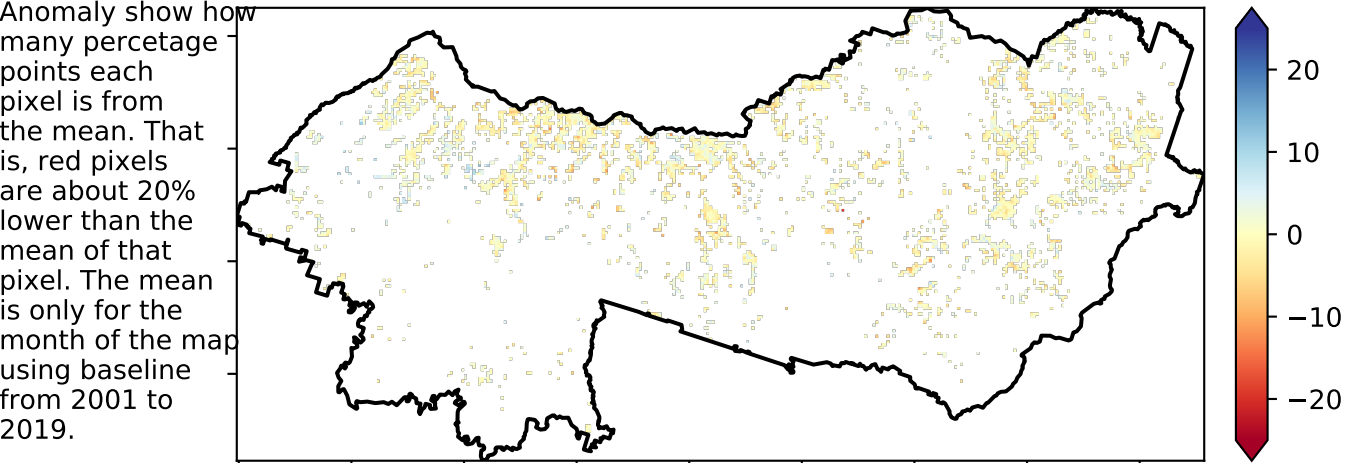 Anomaly show how
many percetage
points each
pixel is from
the mean. That
is, red pixels
are about 20%
lower than the
mean of that
pixel. The mean
is only for the
month of the map
using baseline
from 2001 to
2019.
20
10
0
−10
−20